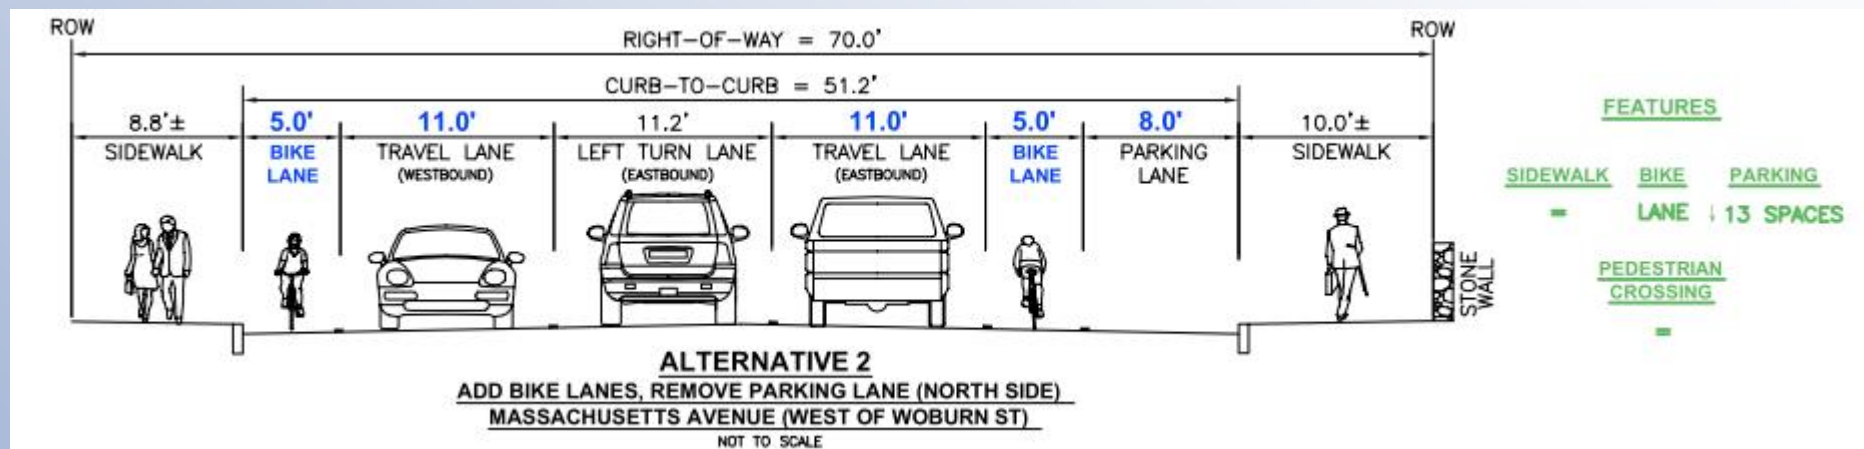 ROW
ROW
RIGHT-OF-WAY = 70.0'
CURB-TO-CURB = 51.2'
8.8'±
5.0'
11.0'
11.2'
11.0'
5.0'
8.0'
10.0'±
SIDEWALK
BIKE
LANE
TRAVEL LANE
(WESTBOUND)
LEFT TURN LANE
(EASTBOUND)
TRAVEL LANE
(EASTBOUND)
BIKE
LANE
PARKING
LANE
SIDEWALK
STONE
WALL
ALTERNATIVE 2
ADD BIKE LANES, REMOVE PARKING LANE (NORTH SIDE)
MASSACHUSETTS AVENUE (WEST OF WOBURN ST)
NOT TO SCALE
FEATURES
SIDEWALK
=
BIKE
LANE
PARKING
↓ 13 SPACES
PEDESTRIAN
CROSSING
=